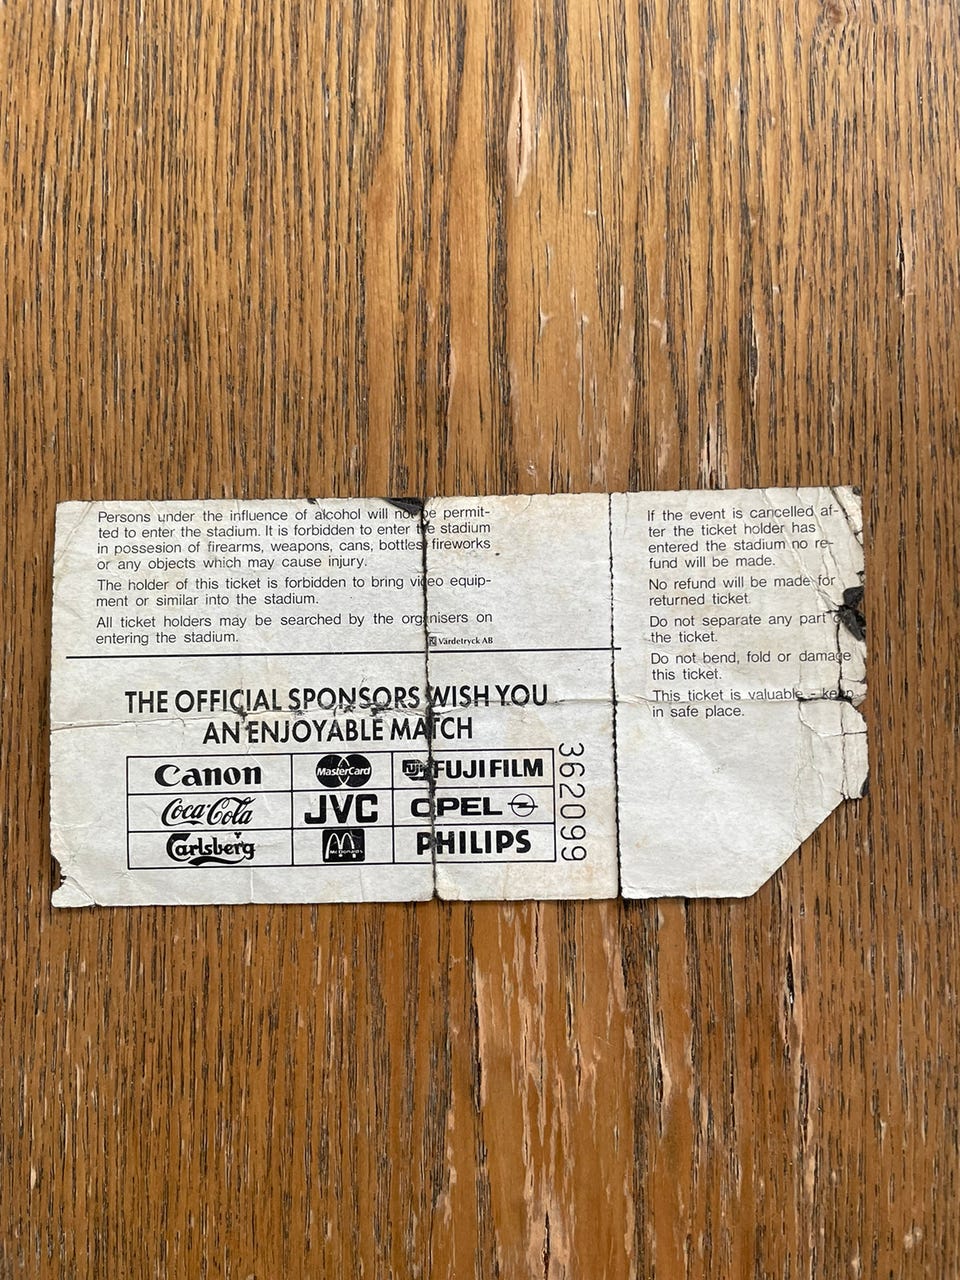 Persons under the influence of alcohol will not be permit-
ted to enter the stadium. It is forbidden to enter the stadium
in possesion of firearms, weapons, cans, bottles fireworks
or any objects which may cause injury.
The holder of this ticket is forbidden to bring video equip-
ment or similar into the stadium.
All ticket holders may be searched by the organisers on
entering the stadium.
Värdetryck AB
THE OFFICIAL SPONSORS WISH YOU
AN ENJOYABLE MATCH
Canon MasterCard FUJI FUJIFILM
Coca-Cola JVC OPEL
Carlsberg McDonald's PHILIPS
362099
If the event is cancelled af-
ter the ticket holder has
entered the stadium no re-
fund will be made.
No refund will be made for
returned ticket.
Do not separate any part
the ticket.
Do not bend, fold or damage
this ticket.
This ticket is valuable - keep
in safe place.